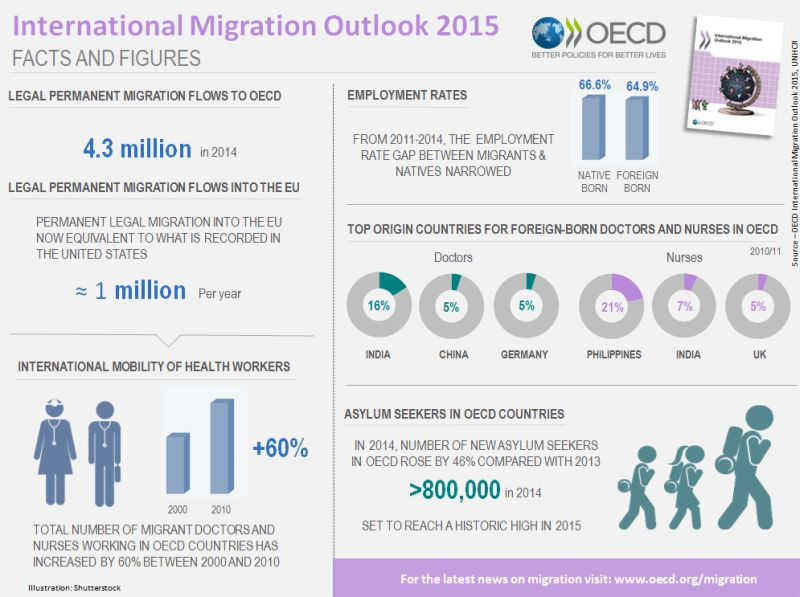 International Migration Outlook 2015
FACTS AND FIGURES
OECD
BETTER POLICIES FOR BETTER LIVES
International Migration
Outlook 2015
OECD
Source – OECD International Migration Outlook 2015, UNHCR
LEGAL PERMANENT MIGRATION FLOWS TO OECD
4.3 million in 2014
LEGAL PERMANENT MIGRATION FLOWS INTO THE EU
PERMANENT LEGAL MIGRATION INTO THE EU
NOW EQUIVALENT TO WHAT IS RECORDED IN
THE UNITED STATES
≈ 1 million Per year
INTERNATIONAL MOBILITY OF HEALTH WORKERS
+60%
2000 2010
TOTAL NUMBER OF MIGRANT DOCTORS AND
NURSES WORKING IN OECD COUNTRIES HAS
INCREASED BY 60% BETWEEN 2000 AND 2010
Illustration: Shutterstock
EMPLOYMENT RATES
66.6% 64.9%
FROM 2011-2014, THE EMPLOYMENT
RATE GAP BETWEEN MIGRANTS &
NATIVES NARROWED
NATIVE FOREIGN
BORN BORN
TOP ORIGIN COUNTRIES FOR FOREIGN-BORN DOCTORS AND NURSES IN OECD
2010/11
Doctors Nurses
16% 5% 5% 21% 7% 5%
INDIA CHINA GERMANY PHILIPPINES INDIA UK
ASYLUM SEEKERS IN OECD COUNTRIES
IN 2014, NUMBER OF NEW ASYLUM SEEKERS
IN OECD ROSE BY 46% COMPARED WITH 2013
>800,000 in 2014
SET TO REACH A HISTORIC HIGH IN 2015
For the latest news on migration visit: www.oecd.org/migration